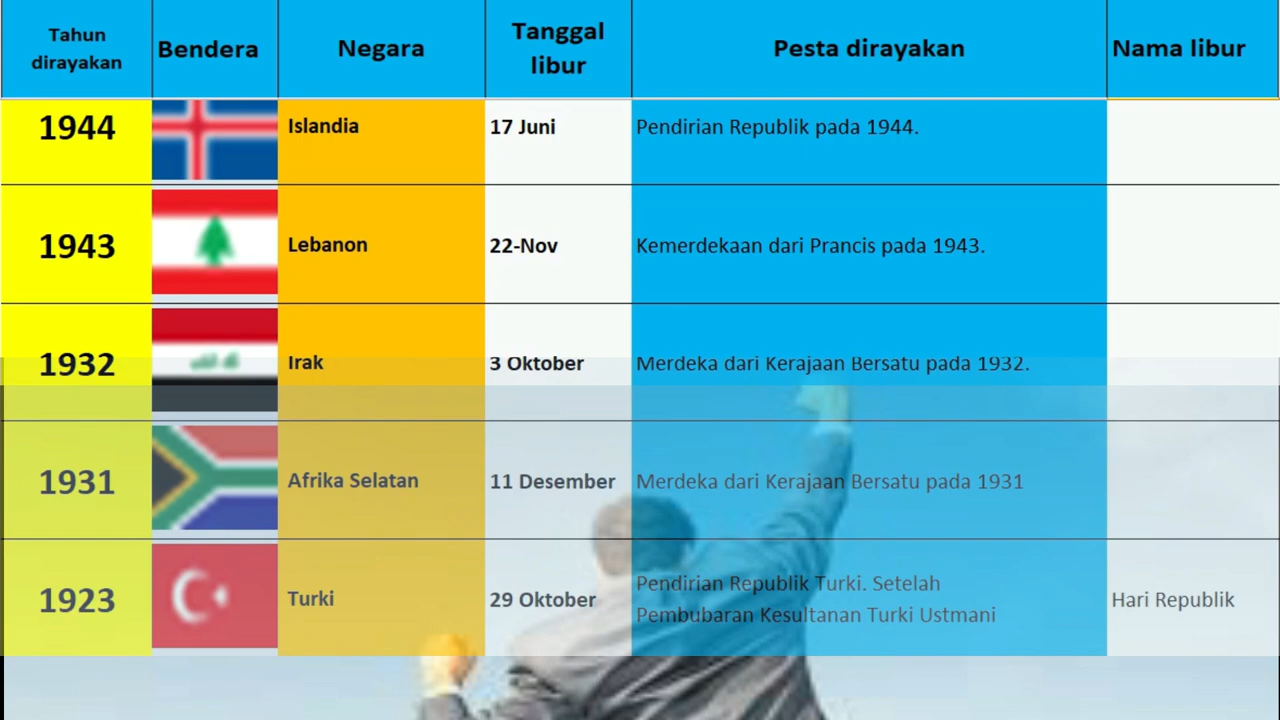 Tahun
dirayakan
Bendera
Negara
Tanggal
libur
Pesta dirayakan
Nama libur
1944
Islandia
17 Juni
Pendirian Republik pada 1944.
1943
Lebanon
22-Nov
Kemerdekaan dari Prancis pada 1943.
1932
Irak
3 Oktober
Merdeka dari Kerajaan Bersatu pada 1932.
1931
Afrika Selatan
11 Desember
Merdeka dari Kerajaan Bersatu pada 1931
1923
Turki
29 Oktober
Pendirian Republik Turki. Setelah
Pembubaran Kesultanan Turki Ustmani
Hari Republik